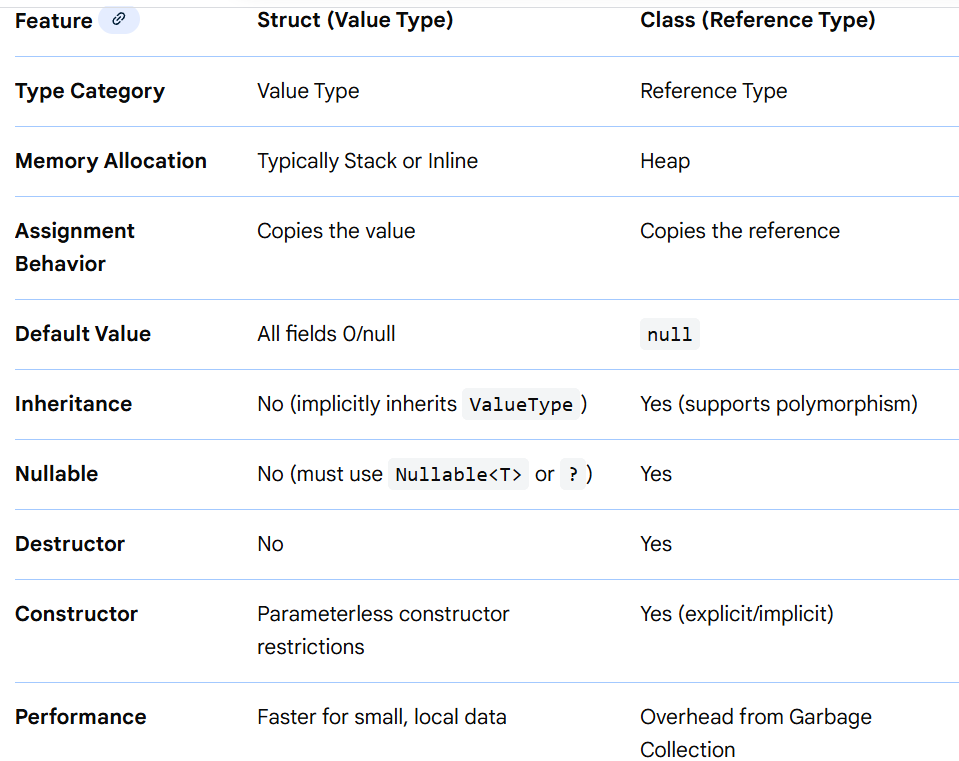 Feature Struct (Value Type) Class (Reference Type)
Type Category Value Type Reference Type
Memory Allocation Typically Stack or Inline Heap
Assignment Copies the value Copies the reference
Behavior
Default Value All fields 0/null null
Inheritance No (implicitly inherits ValueType ) Yes (supports polymorphism)
Nullable No (must use Nullable<T> or ? ) Yes
Destructor No Yes
Constructor Parameterless constructor Yes (explicit/implicit)
restrictions
Performance Faster for small, local data Overhead from Garbage
Collection